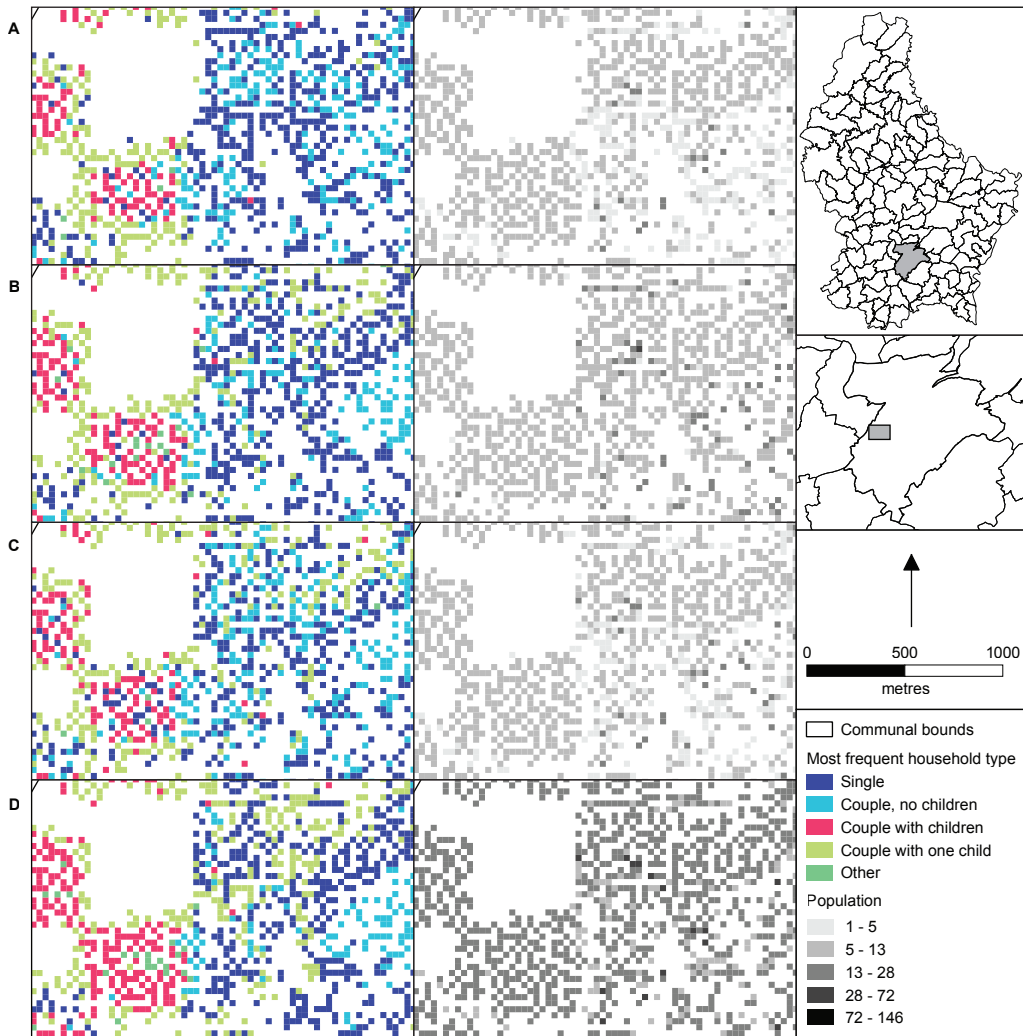 A
B
C
D
0 500 1000
metres
Communal bounds
Most frequent household type
Single
Couple, no children
Couple with children
Couple with one child
Other
Population
1 - 5
5 - 13
13 - 28
28 - 72
72 - 146